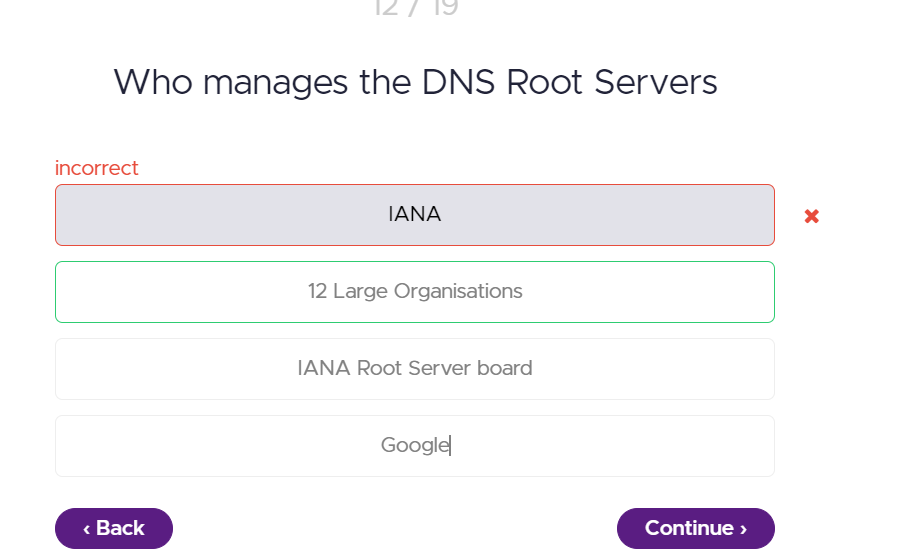 12 / 19
Who manages the DNS Root Servers
incorrect
IANA
12 Large Organisations
IANA Root Server board
Google
‹ Back
Continue ›